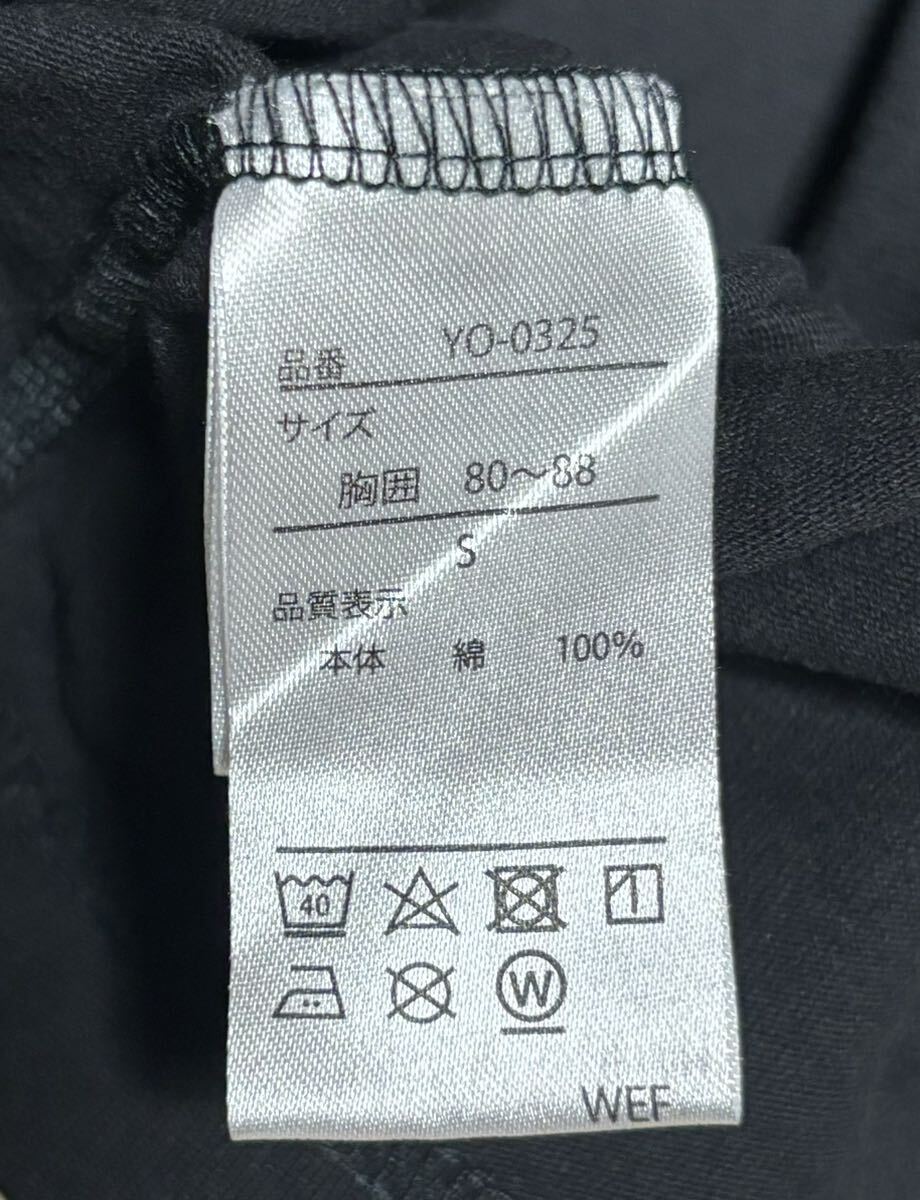 品番 YO-0325
サイズ
胸囲 80～88
S
品質表示
本体 綿 100%
40
W
WEF